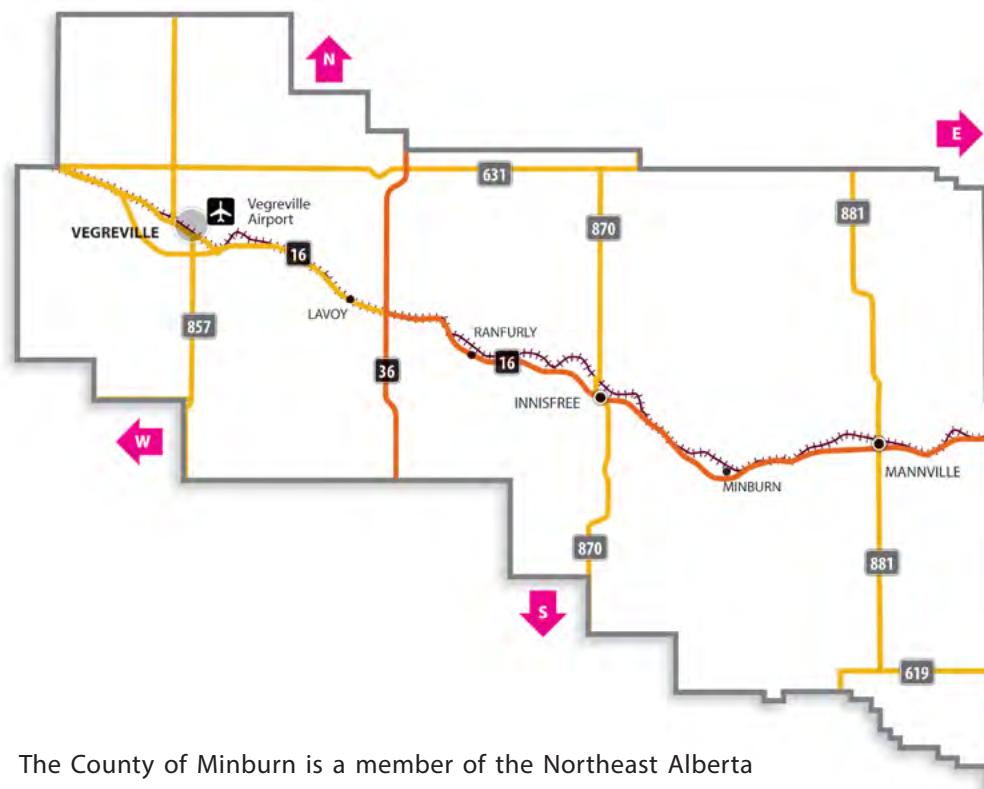 N
E
631
Vegreville
Airport
VEGREVILLE
870
881
16
LAVOY
857
RANFURLY
16
36
INNISFREE
W
MANNVILLE
MINBURN
870
881
S
619
The County of Minburn is a member of the Northeast Alberta